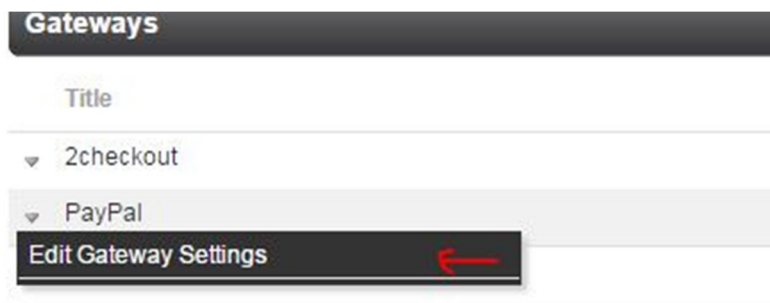 Gateways
Title
2checkout
PayPal
Edit Gateway Settings